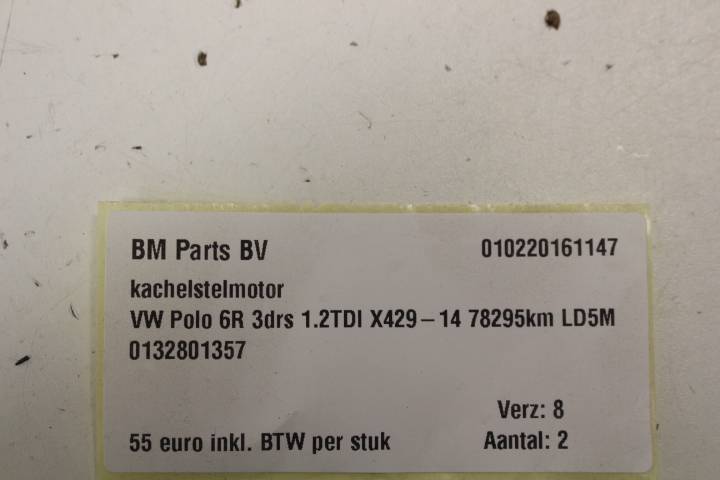 BM Parts BV 010220161147
kachelstelmotor
VW Polo 6R 3drs 1.2TDI X429-14 78295km LD5M
0132801357
Verz: 8
55 euro inkl. BTW per stuk Aantal: 2